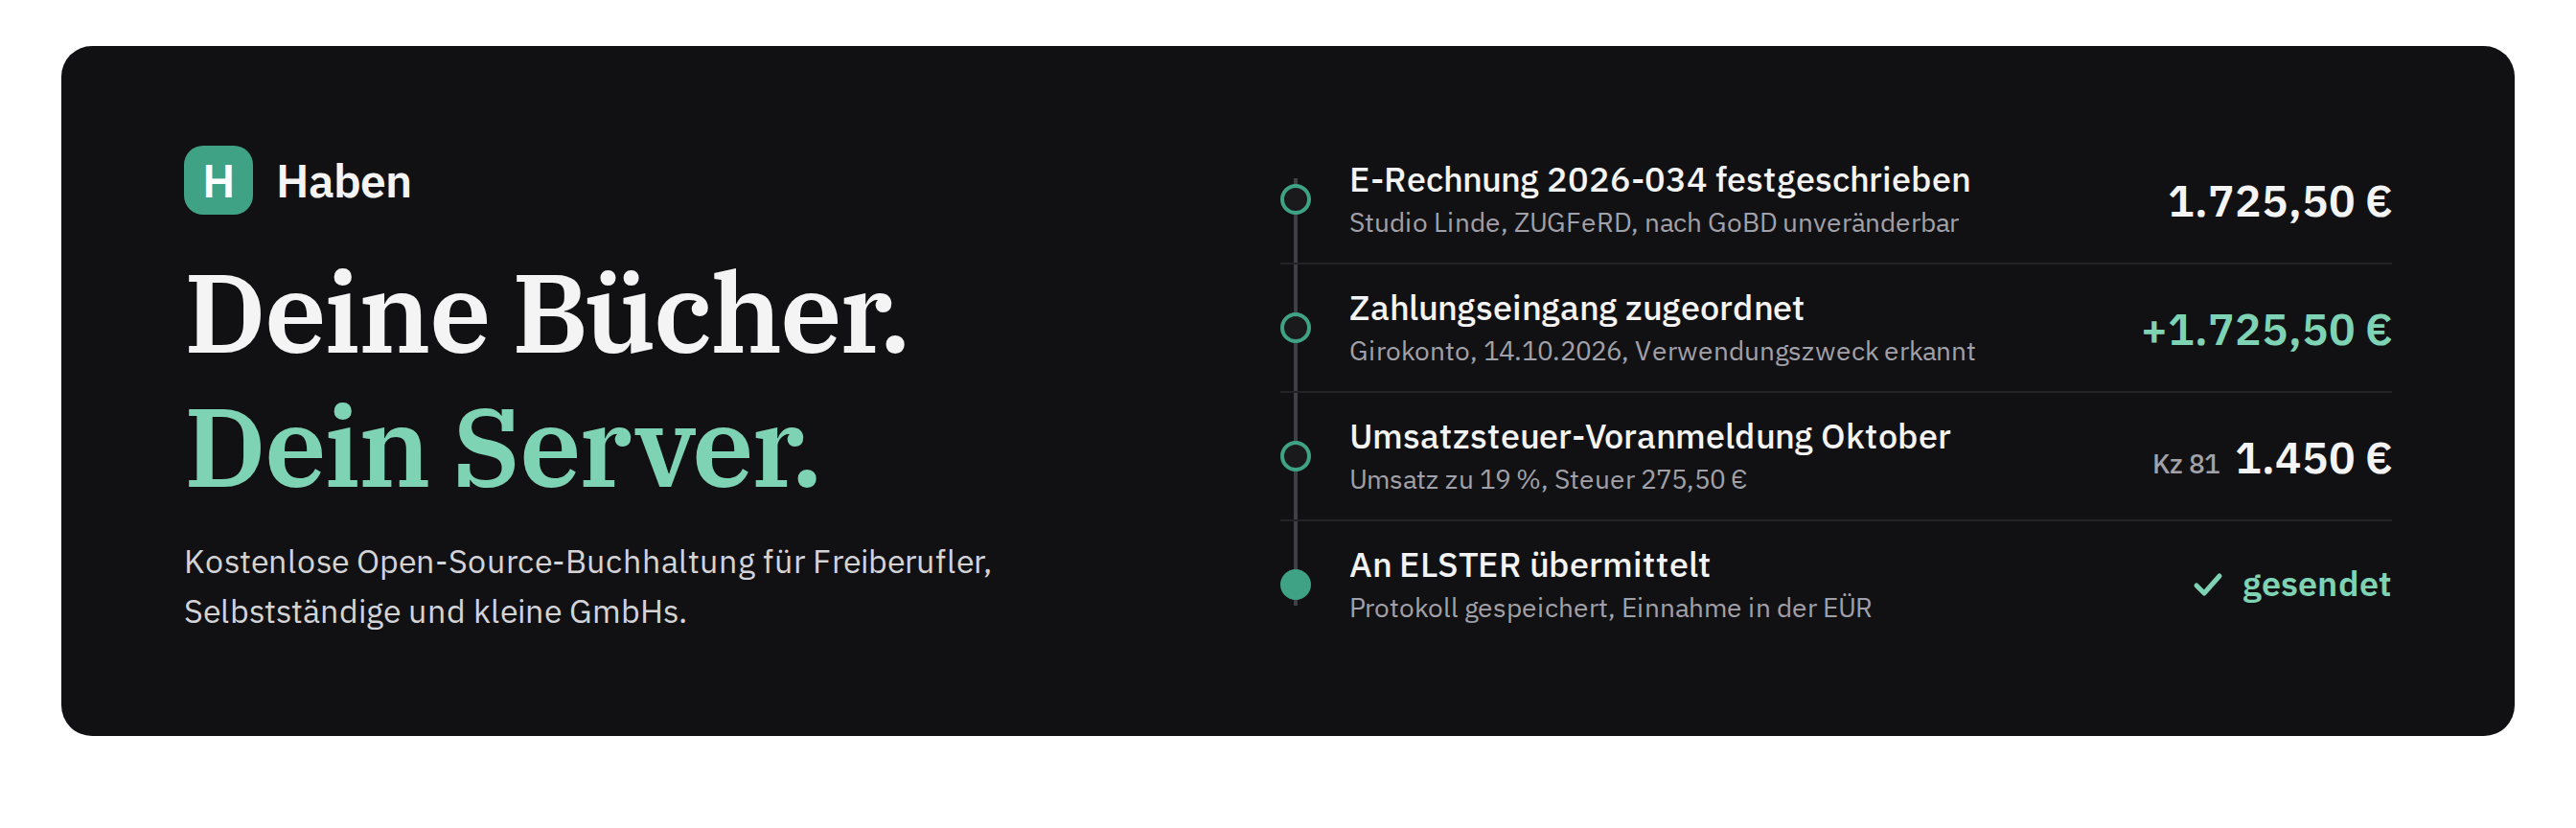 H Haben
Deine Bücher.
Dein Server.
Kostenlose Open-Source-Buchhaltung für Freiberufler,
Selbstständige und kleine GmbHs.
E-Rechnung 2026-034 festgeschrieben
Studio Linde, ZUGFeRD, nach GoBD unveränderbar
1.725,50 €
Zahlungseingang zugeordnet
Girokonto, 14.10.2026, Verwendungszweck erkannt
+1.725,50 €
Umsatzsteuer-Voranmeldung Oktober
Umsatz zu 19 %, Steuer 275,50 €
Kz 81 1.450 €
An ELSTER übermittelt
Protokoll gespeichert, Einnahme in der EÜR
✓ gesendet